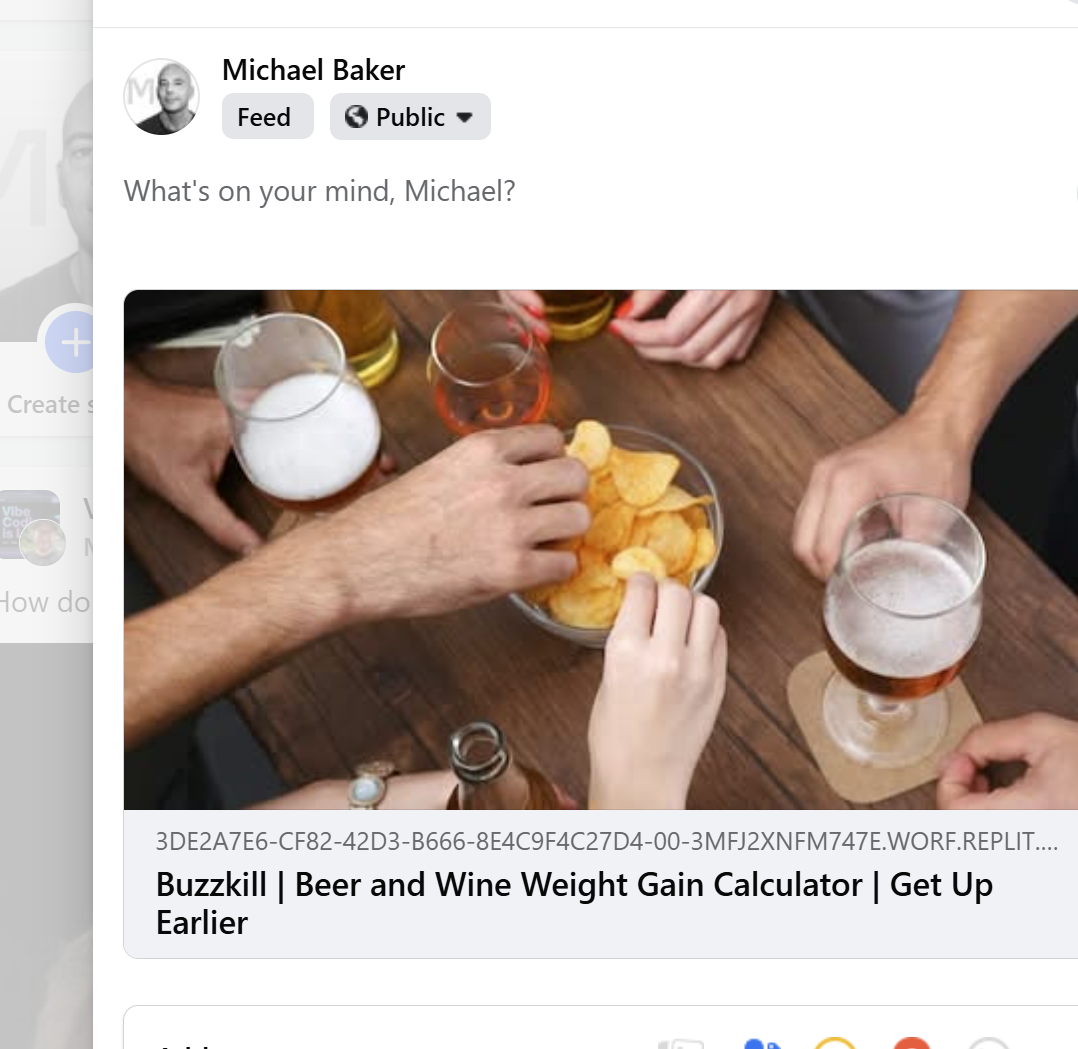 Michael Baker
Feed
Public
What's on your mind, Michael?
Create
How do
Vibe
3DE2A7E6-CF82-42D3-B666-8E4C9F4C27D4-00-3MFJ2XNFM747E.WORF.REPLIT....
Buzzkill | Beer and Wine Weight Gain Calculator | Get Up
Earlier